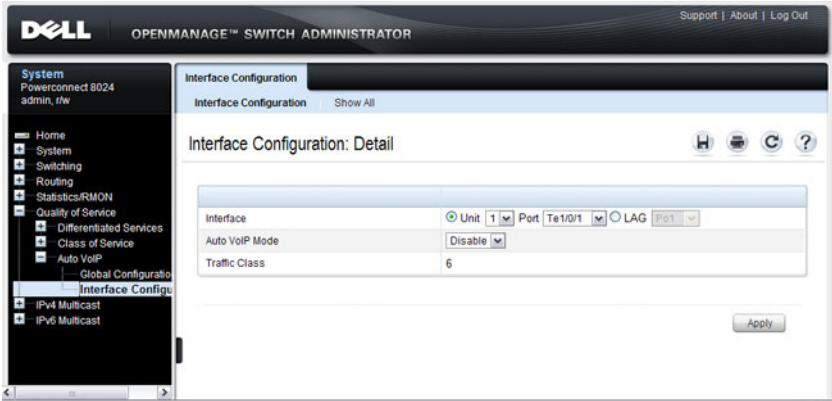 Support | About | Log Out
DELL OPENMANAGE™ SWITCH ADMINISTRATOR
System
Powerconnect 8024
admin, r/w
Home
System
Switching
Routing
Statistics/RMON
Quality of Service
Differentiated Services
Class of Service
Auto VoIP
Global Configuratio
Interface Configu
IPv4 Multicast
IPv6 Multicast
Interface Configuration
Interface Configuration Show All
Interface Configuration: Detail
Interface Unit 1 Port Te1/0/1 LAG Po1
Auto VoIP Mode Disable
Traffic Class 6
Apply